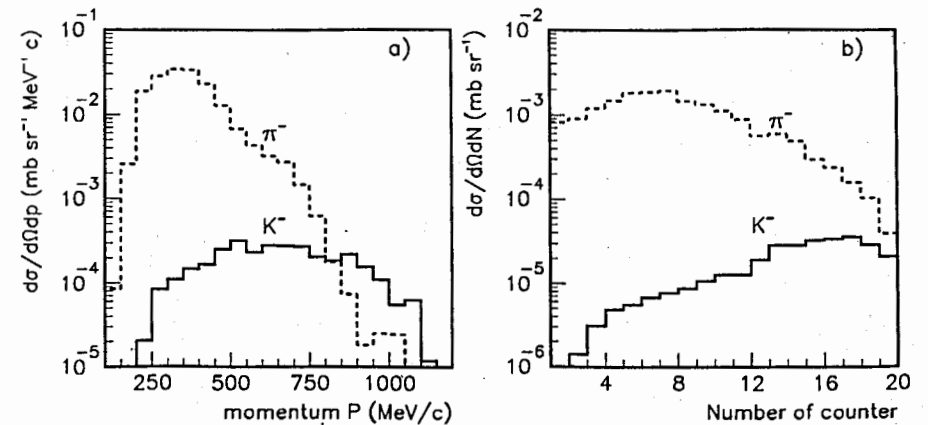 dσ/dΩdp (mb sr⁻¹ MeV⁻¹ c)
10⁻¹
10⁻²
10⁻³
10⁻⁴
10⁻⁵
a)
π⁻
K⁻
250 500 750 1000
momentum P (MeV/c)
dσ/dΩdN (mb sr⁻¹)
10⁻²
10⁻³
10⁻⁴
10⁻⁵
10⁻⁶
b)
π⁻
K⁻
4 8 12 16 20
Number of counter